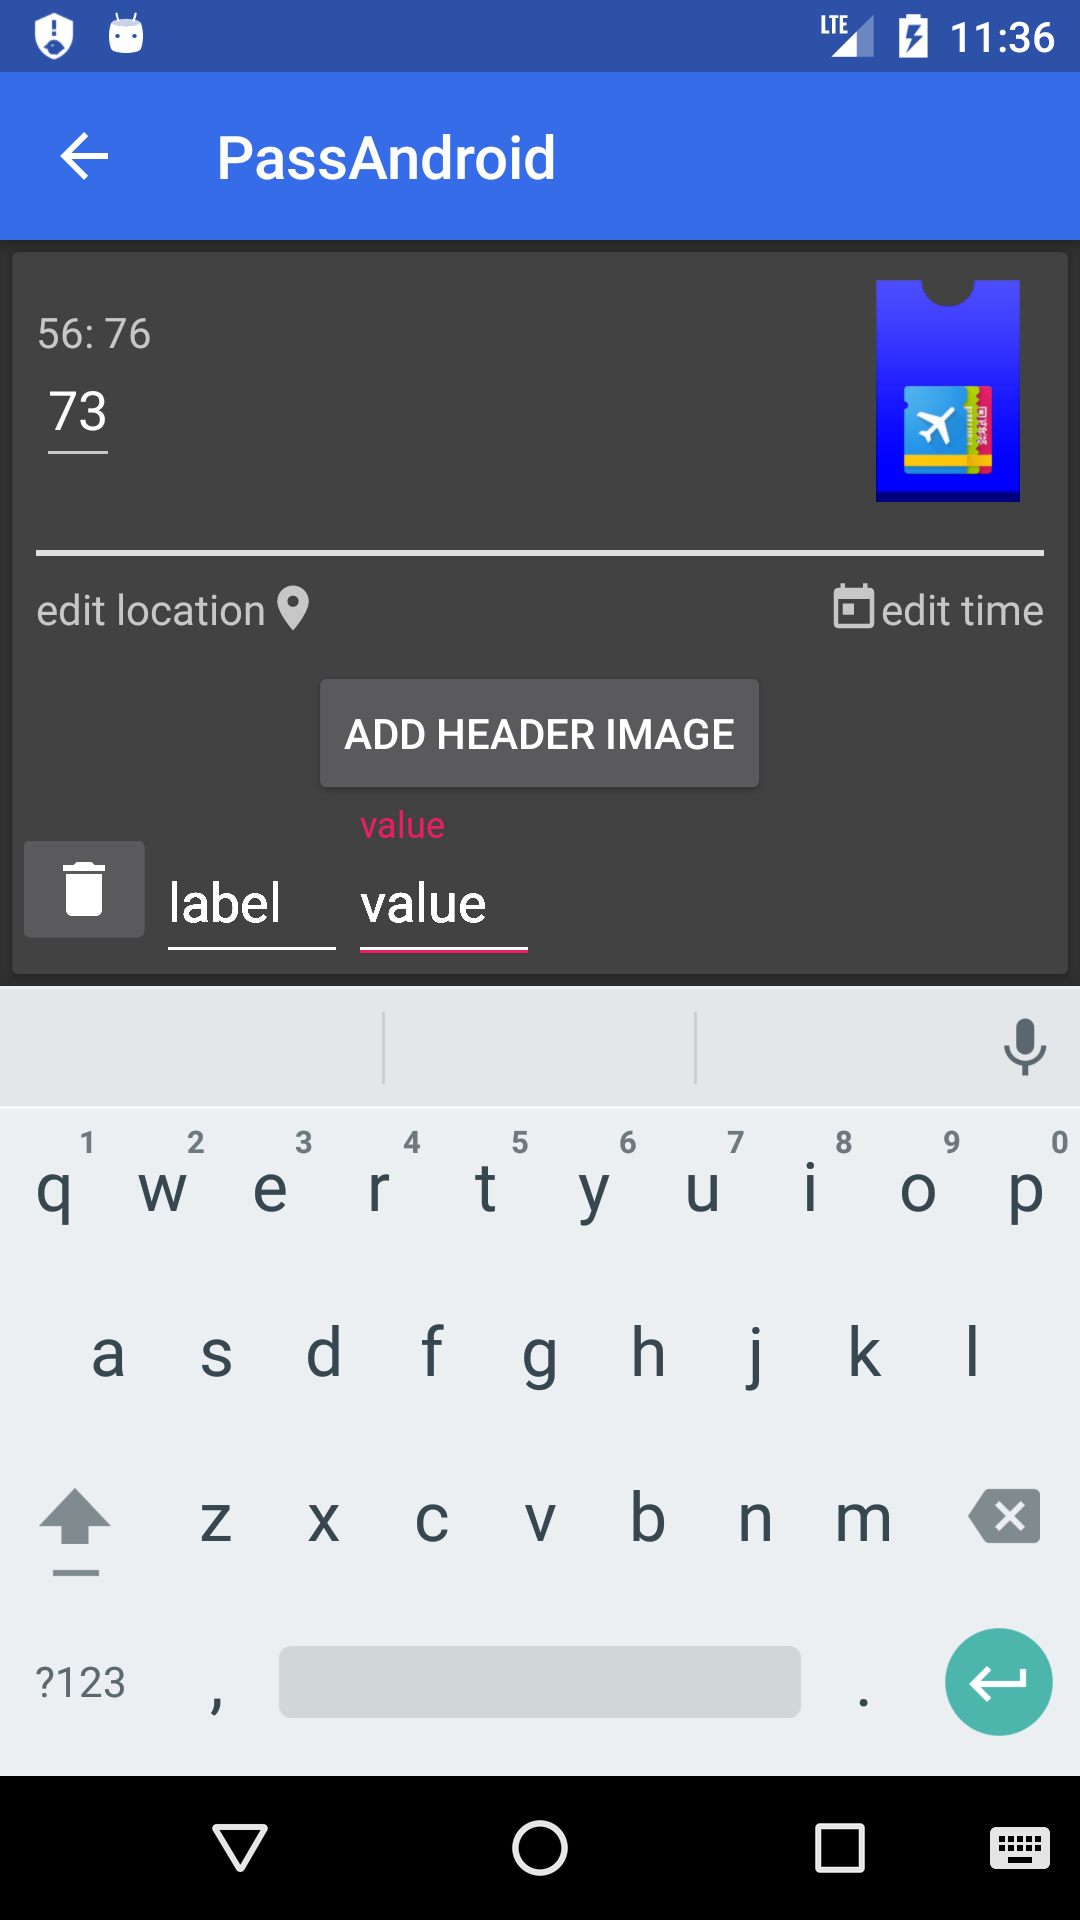 LTE 11:36
PassAndroid
56: 76
73
edit location edit time
ADD HEADER IMAGE
value
label value
1 2 3 4 5 6 7 8 9 0
q w e r t y u i o p
a s d f g h j k l
z x c v b n m
?123 , .